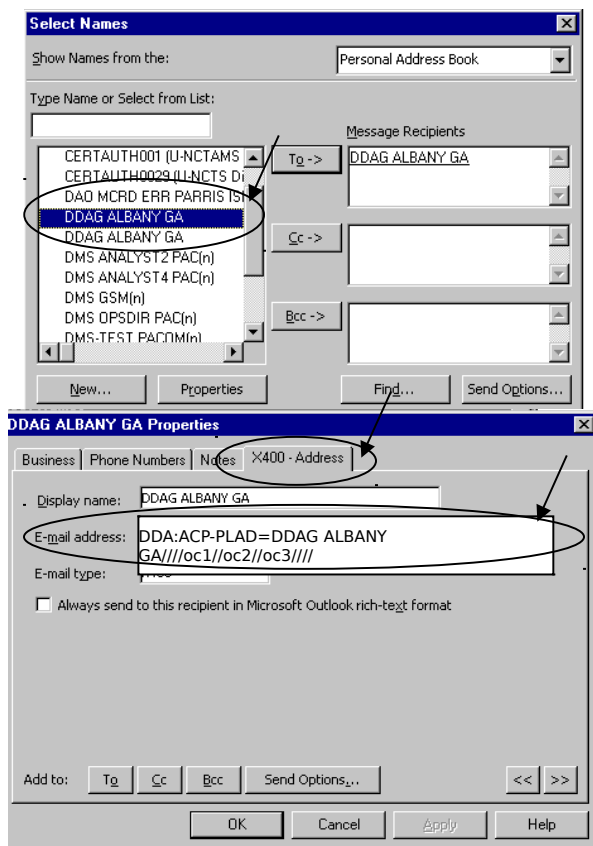 Select Names
Show Names from the:
Personal Address Book
Type Name or Select from List:
Message Recipients
CERTAUTH001 (U-NCTAMS
CERTAUTH0029 (U-NCTS Di
DAO MCRD ERR PARRIS ISI
DDAG ALBANY GA
DDAG ALBANY GA
DMS ANALYST2 PAC(n)
DMS ANALYST4 PAC(n)
DMS GSM(n)
DMS OPSDIR PAC(n)
DMS-TEST PACOM(n)
To ->
DDAG ALBANY GA
Cc ->
Bcc ->
New...
Properties
Find...
Send Options...
DDAG ALBANY GA Properties
Business
Phone Numbers
Notes
X400 - Address
Display name:
DDAG ALBANY GA
E-mail address:
DDA:ACP-PLAD=DDAG ALBANY
GA////oc1//oc2//oc3////
E-mail type:
Always send to this recipient in Microsoft Outlook rich-text format
Add to:
To
Cc
Bcc
Send Options...
<<
>>
OK
Cancel
Apply
Help